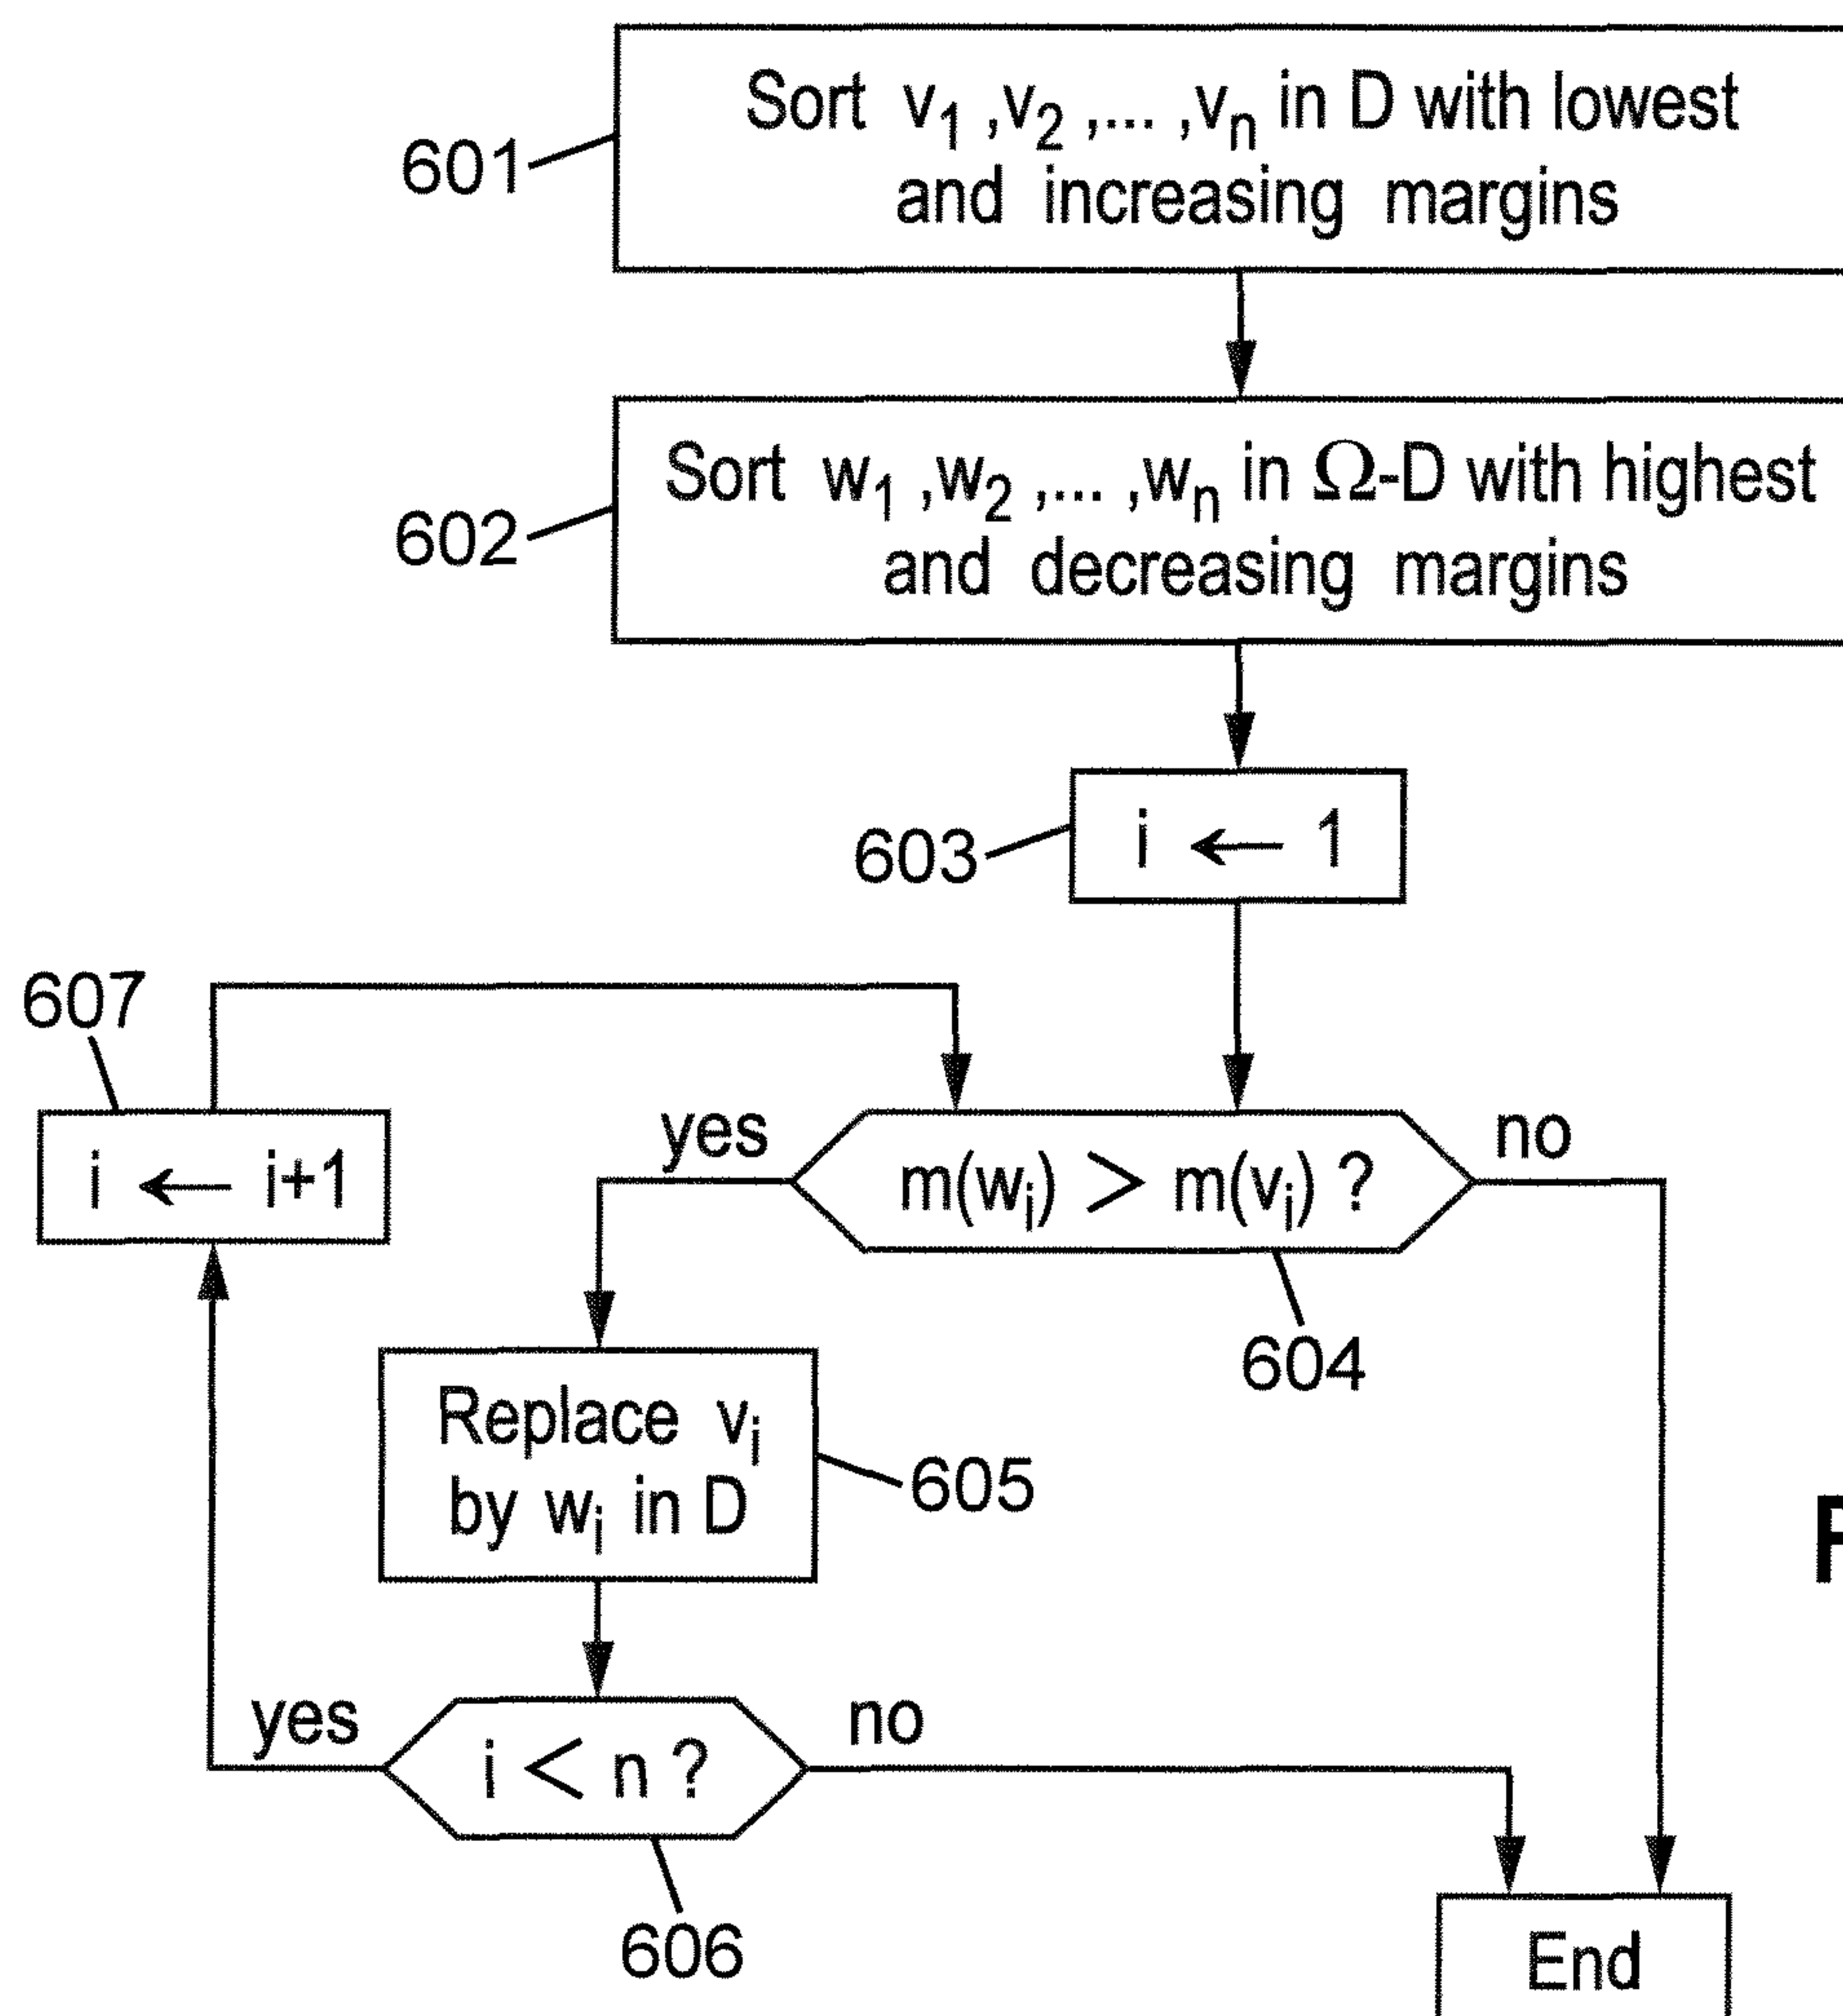 Sort v1 ,v2 ,... ,vn in D with lowest
and increasing margins
601
Sort w1 ,w2 ,... ,wn in Ω-D with highest
and decreasing margins
602
i ← 1
603
607
i ← i+1
yes
m(wi) > m(vi) ?
no
604
Replace vi
by wi in D
605
yes
i < n ?
no
606
End